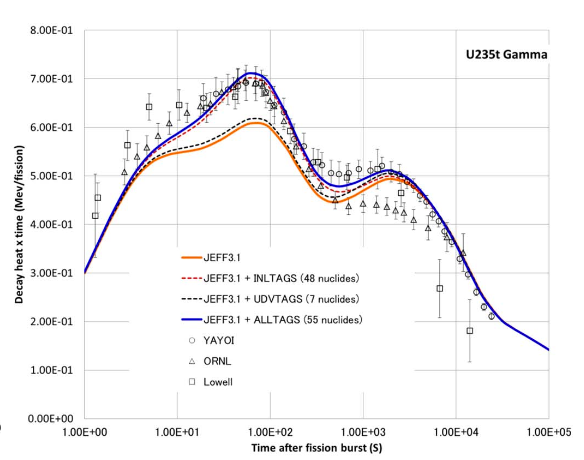 8.00E-01
U235t Gamma
7.00E-01
6.00E-01
5.00E-01
4.00E-01
3.00E-01
2.00E-01
1.00E-01
0.00E+00
Decay heat x time (Mev/fission)
JEFF3.1
JEFF3.1 + INLTAGS (48 nuclides)
JEFF3.1 + UDVTAGS (7 nuclides)
JEFF3.1 + ALLTAGS (55 nuclides)
YAYOI
ORNL
Lowell
1.00E+00 1.00E+01 1.00E+02 1.00E+03 1.00E+04 1.00E+05
Time after fission burst (S)